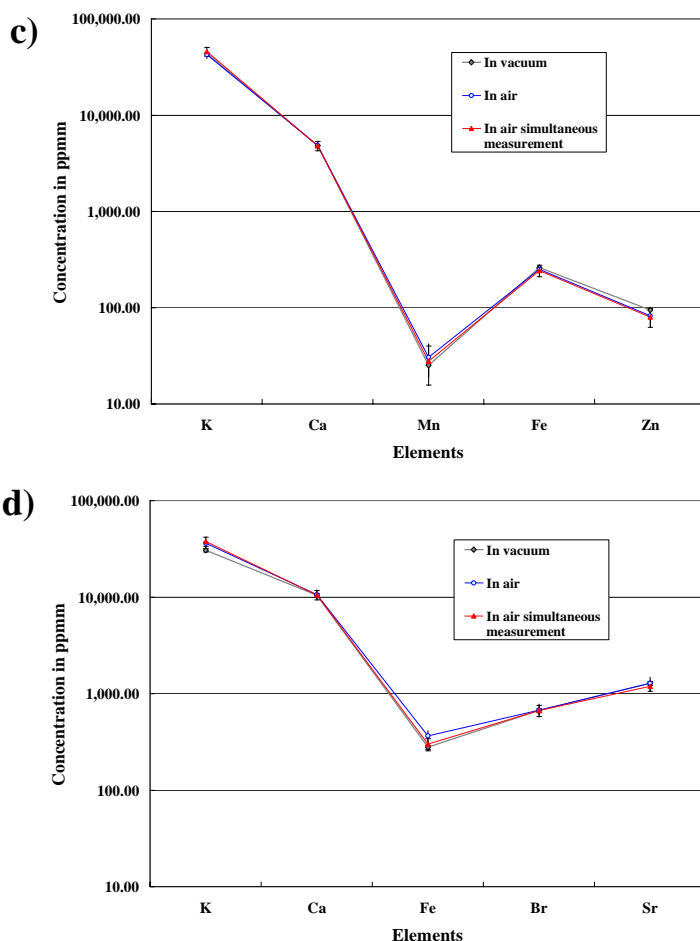 c)
100,000.00
10,000.00
1,000.00
100.00
10.00
Concentration in ppmm
In vacuum
In air
In air simultaneous
measurement
K Ca Mn Fe Zn
Elements
d)
100,000.00
10,000.00
1,000.00
100.00
10.00
Concentration in ppmm
In vacuum
In air
In air simultaneous
measurement
K Ca Fe Br Sr
Elements